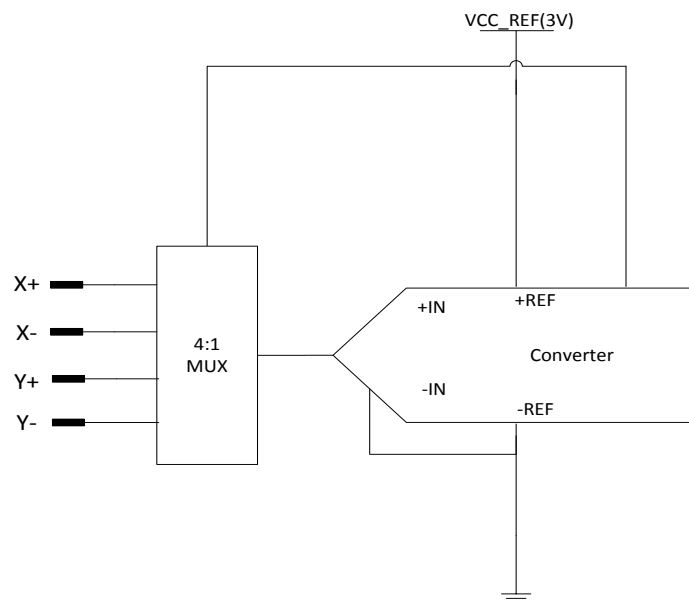 VCC_REF(3V)
X+
X-
Y+
Y-
4:1
MUX
+IN
+REF
Converter
-IN
-REF